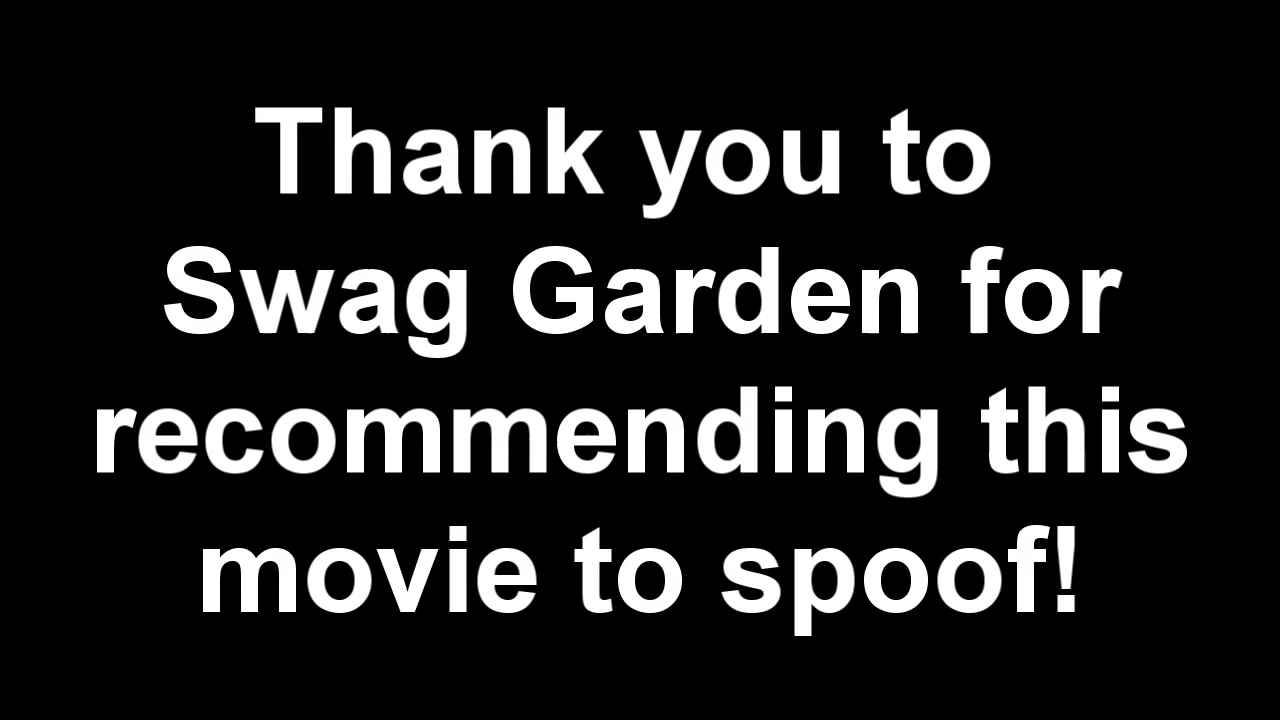 Thank you to
Swag Garden for
recommending this
movie to spoof!